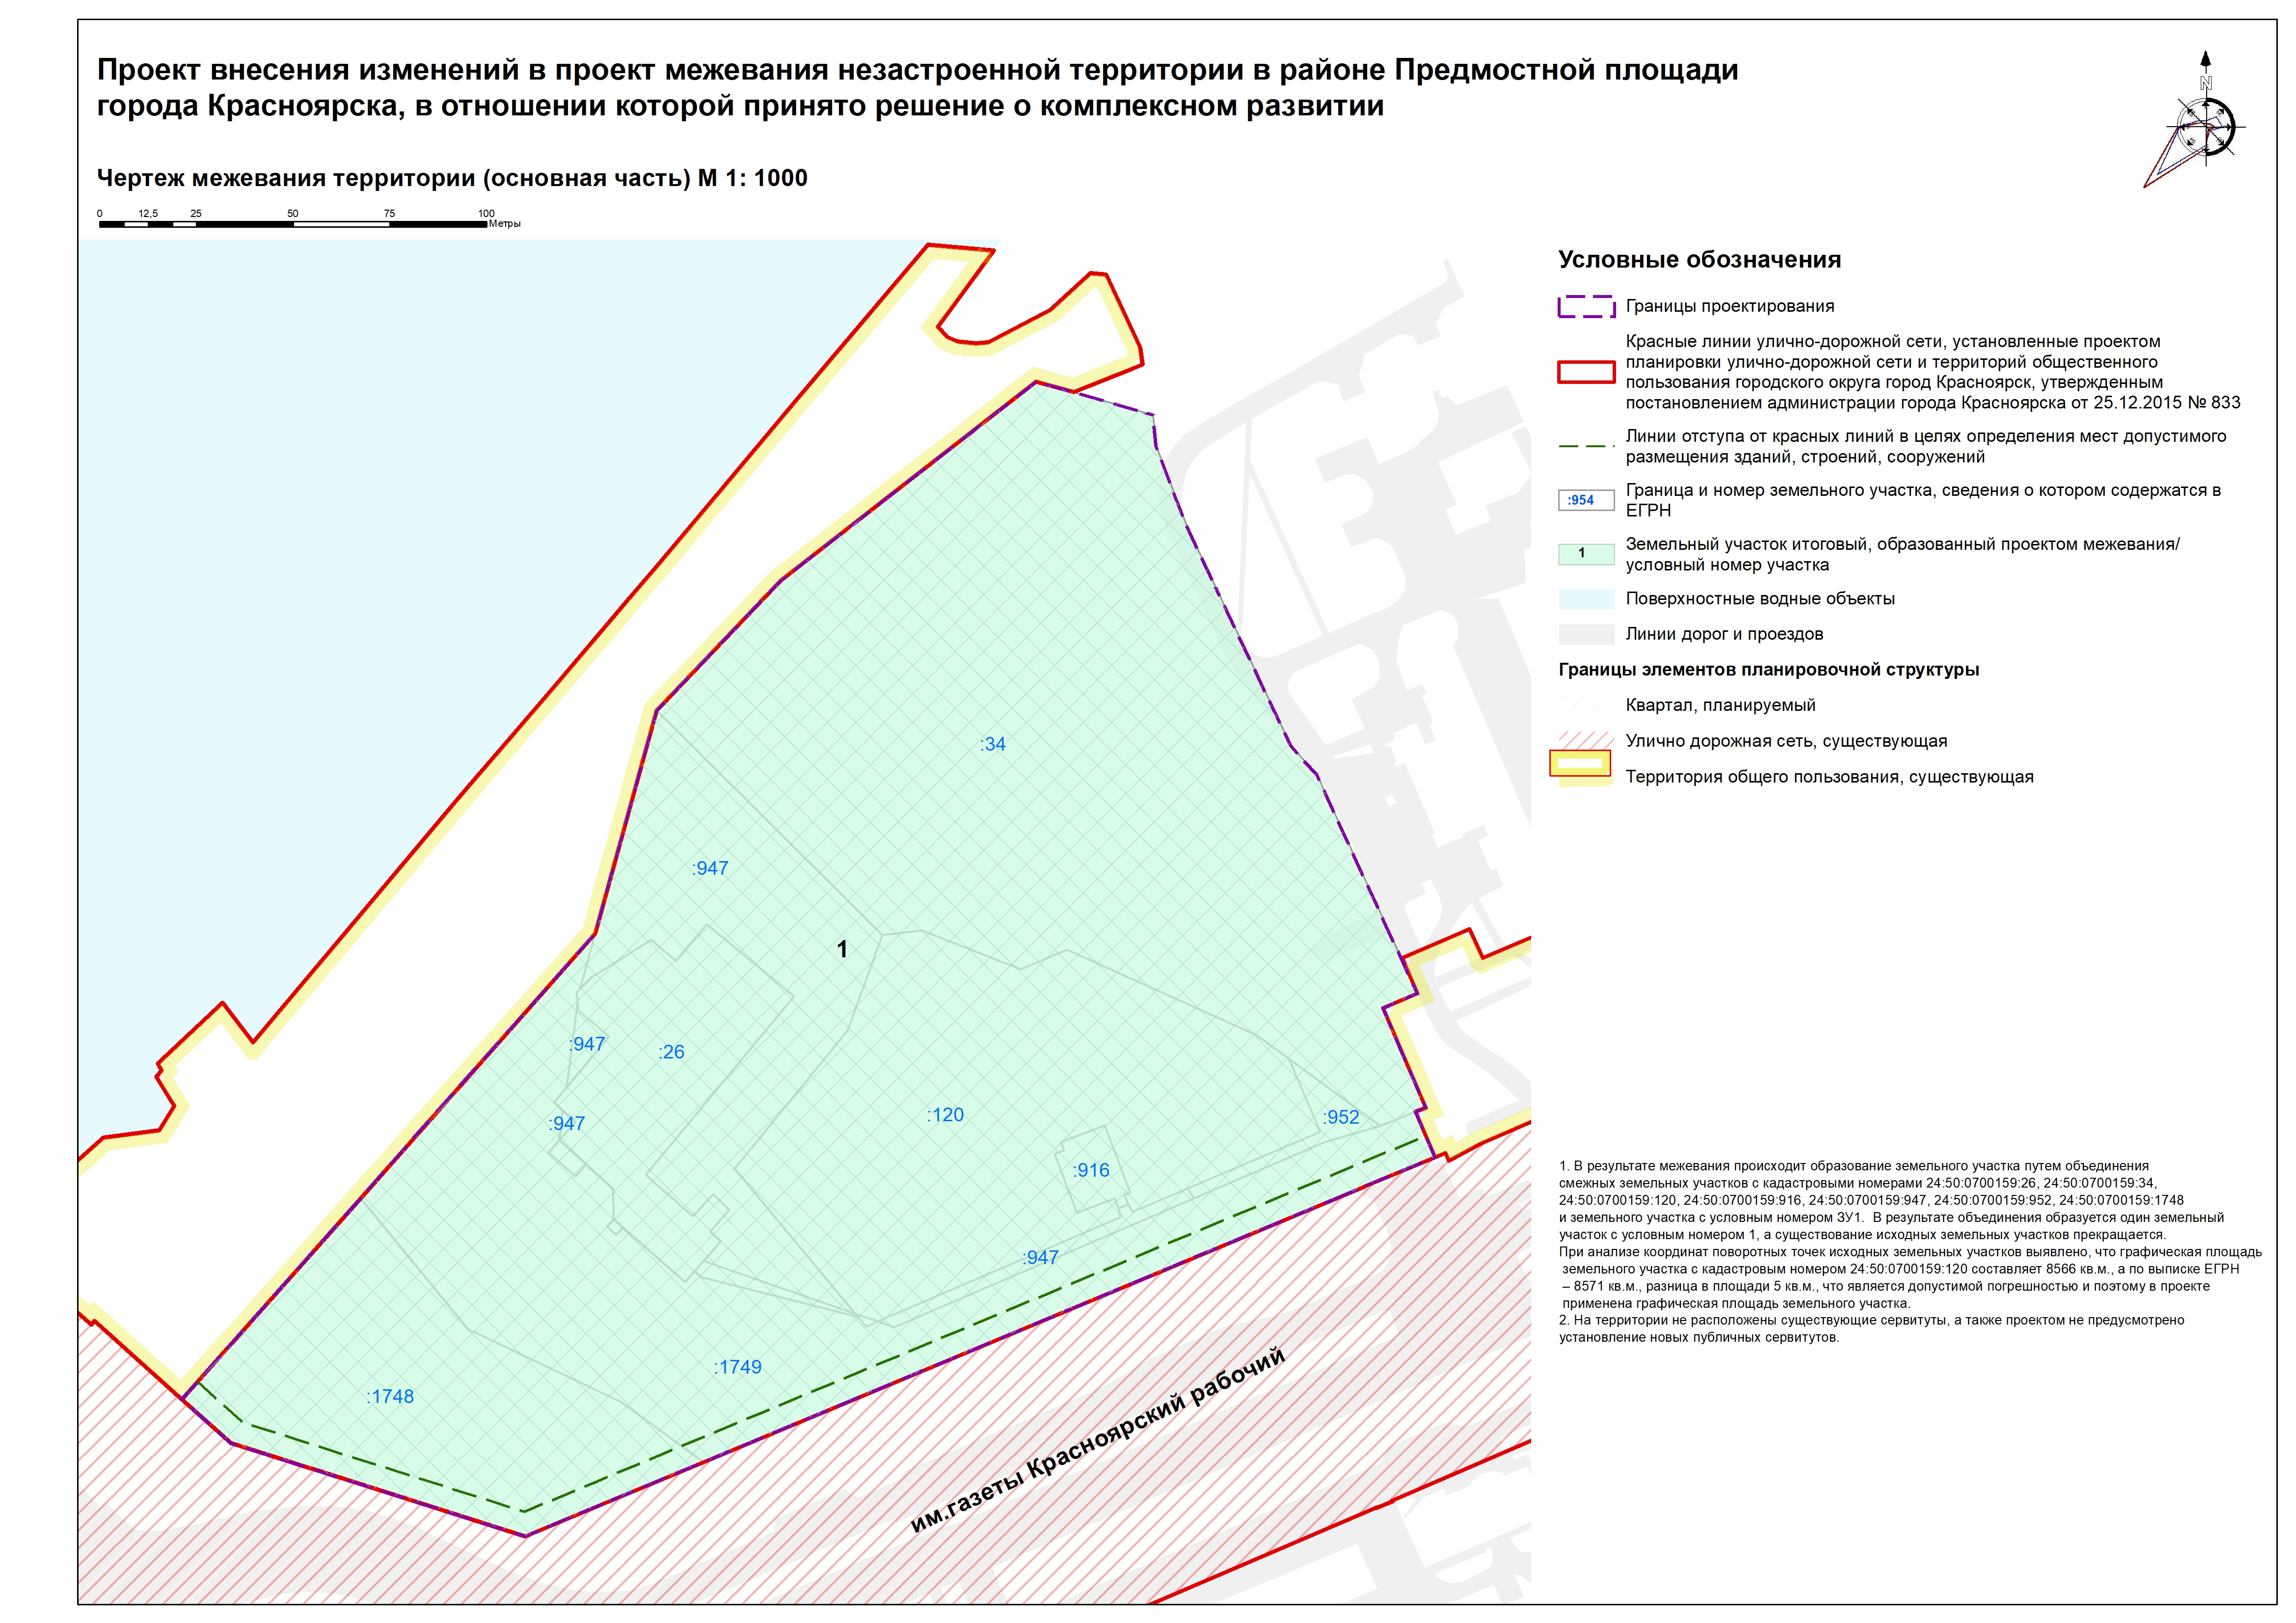 Проект внесения изменений в проект межевания незастроенной территории в районе Предмостной площади
города Красноярска, в отношении которой принято решение о комплексном развитии
N
Чертеж межевания территории (основная часть) М 1: 1000
0 12,5 25 50 75 100
Метры
Условные обозначения
Границы проектирования
Красные линии улично-дорожной сети, установленные проектом
планировки улично-дорожной сети и территорий общественного
пользования городского округа город Красноярск, утвержденным
постановлением администрации города Красноярска от 25.12.2015 № 833
Линии отступа от красных линий в целях определения мест допустимого
размещения зданий, строений, сооружений
:954
Граница и номер земельного участка, сведения о котором содержатся в
ЕГРН
1
Земельный участок итоговый, образованный проектом межевания/
условный номер участка
Поверхностные водные объекты
Линии дорог и проездов
Границы элементов планировочной структуры
Квартал, планируемый
Улично дорожная сеть, существующая
Территория общего пользования, существующая
:34
:947
1
:947
:26
:947
:120
:952
:916
:947
:1749
:1748
им.газеты Красноярский рабочий
1. В результате межевания происходит образование земельного участка путем объединения
смежных земельных участков с кадастровыми номерами 24:50:0700159:26, 24:50:0700159:34,
24:50:0700159:120, 24:50:0700159:916, 24:50:0700159:947, 24:50:0700159:952, 24:50:0700159:1748
и земельного участка с условным номером ЗУ1. В результате объединения образуется один земельный
участок с условным номером 1, а существование исходных земельных участков прекращается.
При анализе координат поворотных точек исходных земельных участков выявлено, что графическая площадь
земельного участка с кадастровым номером 24:50:0700159:120 составляет 8566 кв.м., а по выписке ЕГРН
– 8571 кв.м., разница в площади 5 кв.м., что является допустимой погрешностью и поэтому в проекте
применена графическая площадь земельного участка.
2. На территории не расположены существующие сервитуты, а также проектом не предусмотрено
установление новых публичных сервитутов.